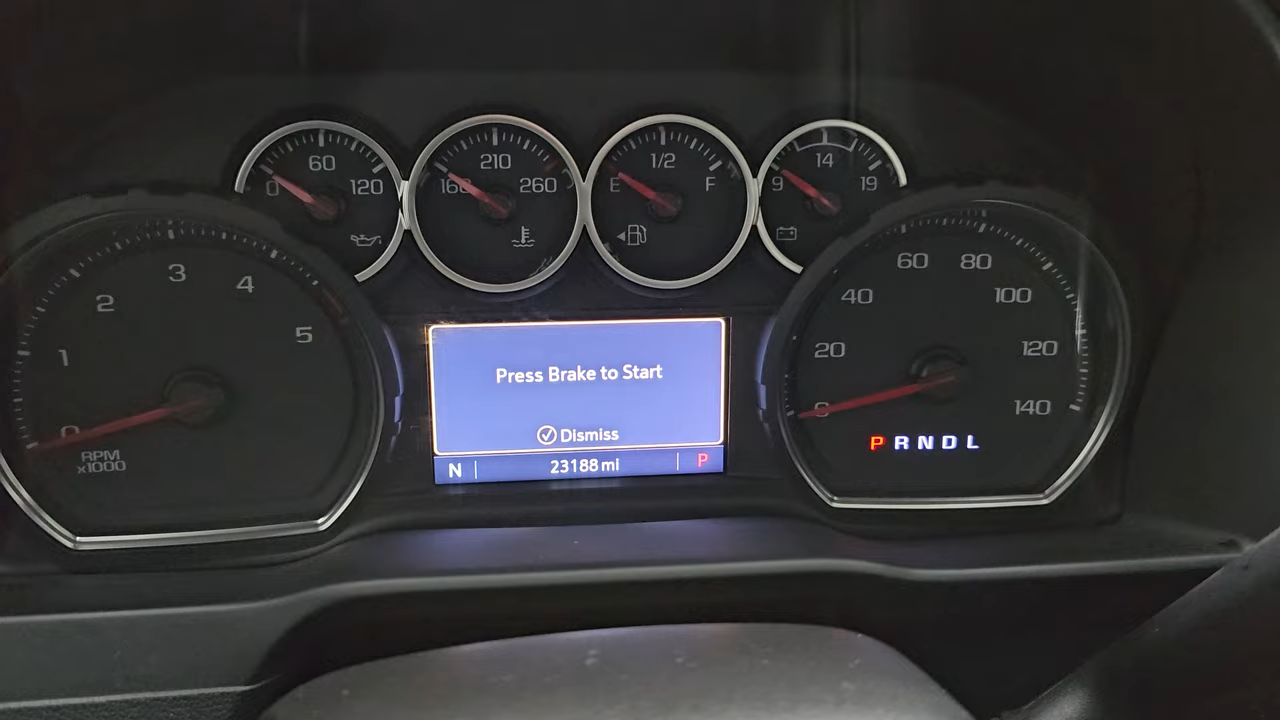 60
0 120
210
160 260
1/2
E F
14
9 19
3
2 4
1 5
0
RPM
x1000
Press Brake to Start
Dismiss
N 23188 mi P
60 80
40 100
20 120
0 140
P R N D L